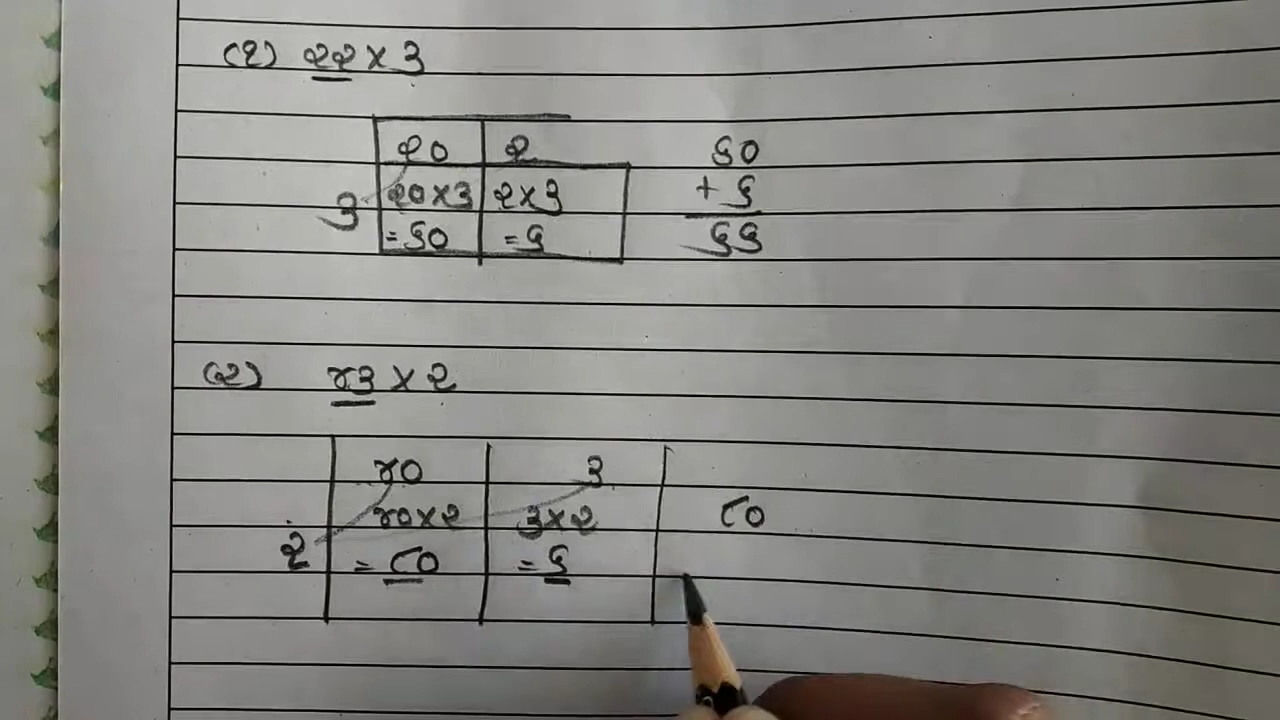 (૧) ૨૨ × ૩
૨૦ ૨ ૬૦
૩ ૨૦×૩ ૨×૩ + ૬
=૬૦ =૬ ૬૬
(૨) ૪૩ × ૨
૪૦ ૩
૪૦×૨ ૩×૨ ૮૦
૨ = ૮૦ = ૬